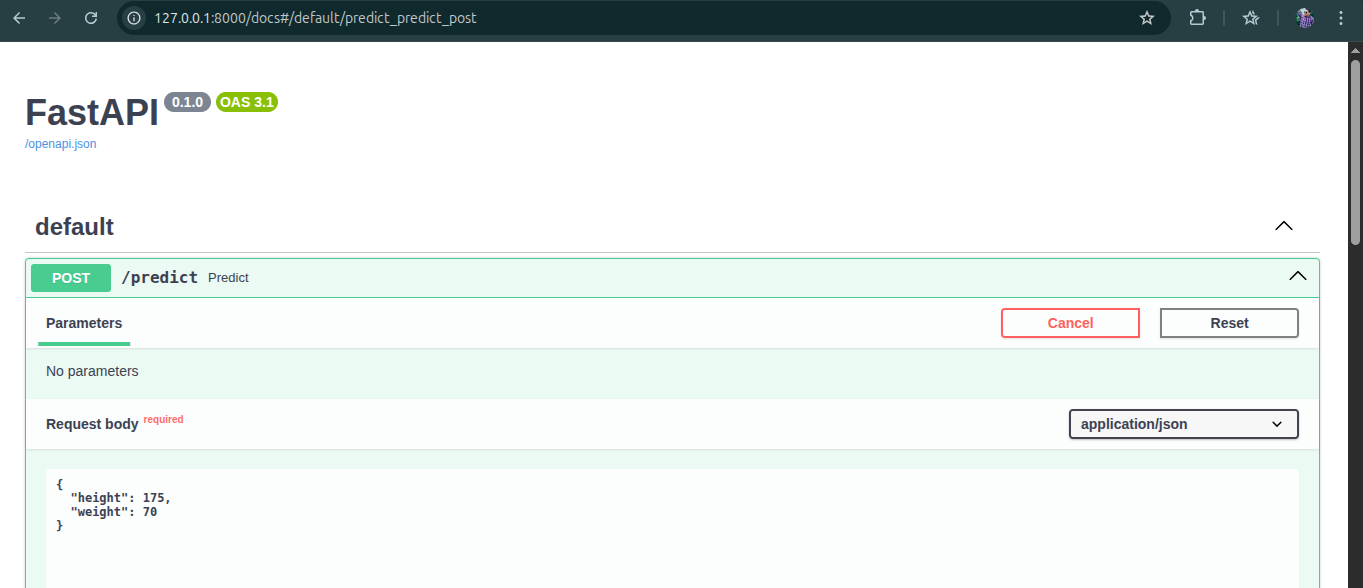 127.0.0.1:8000/docs#/default/predict_predict_post
FastAPI 0.1.0 OAS 3.1
/openapi.json
default
POST /predict Predict
Parameters Cancel Reset
No parameters
Request body required application/json
{
  "height": 175,
  "weight": 70
}